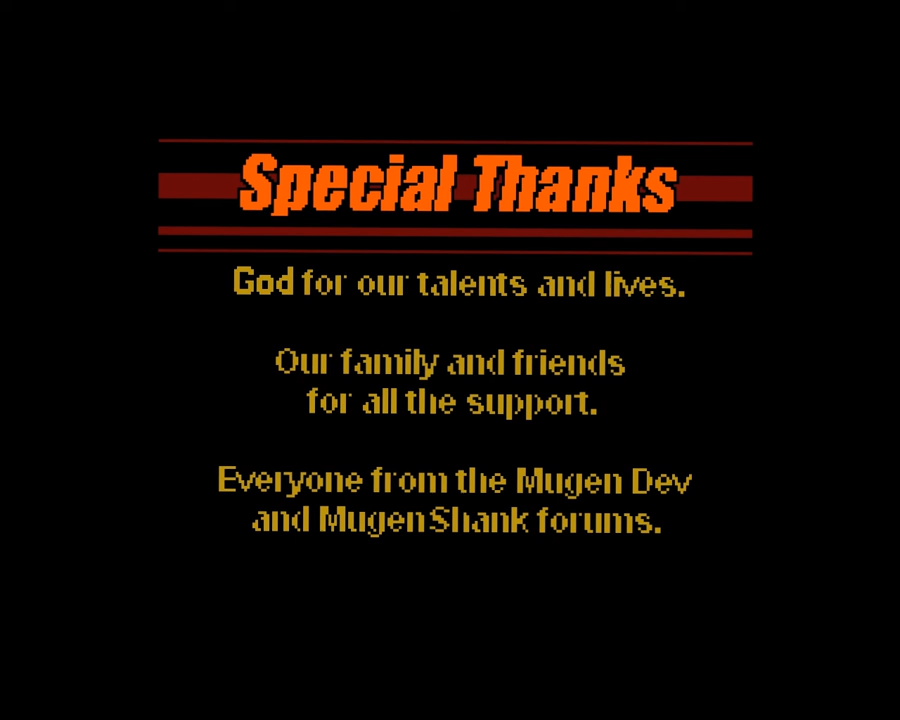 Special Thanks
God for our talents and lives.
Our family and friends
for all the support.
Everyone from the Mugen Dev
and MugenShank forums.